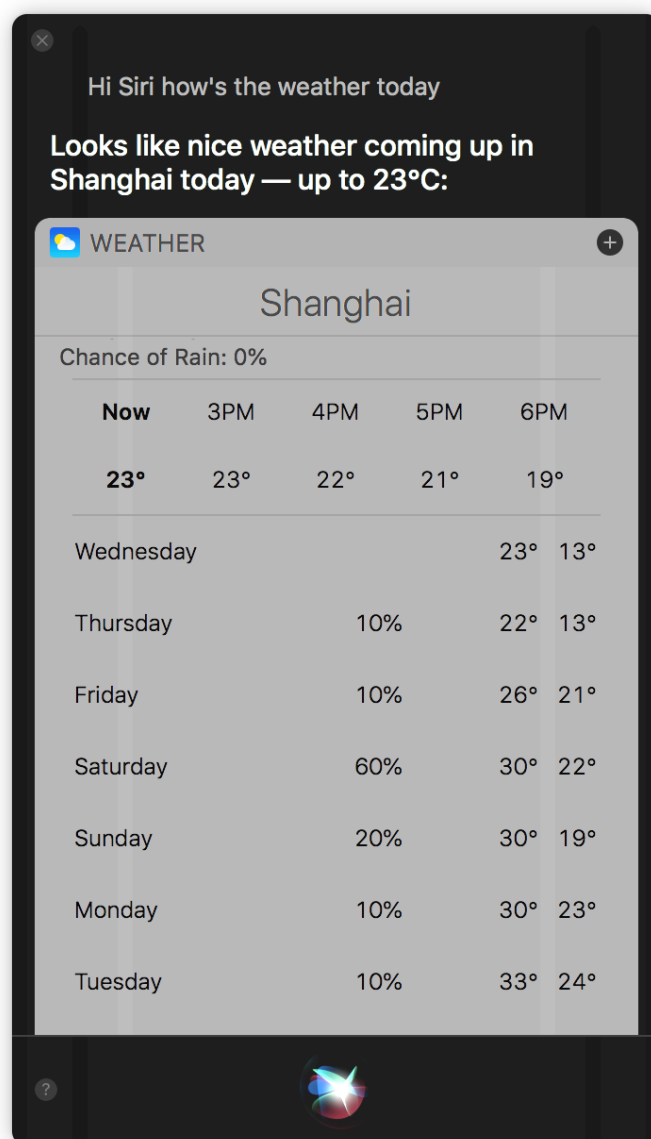 Hi Siri how's the weather today
Looks like nice weather coming up in
Shanghai today — up to 23°C:
WEATHER
Shanghai
Chance of Rain: 0%
Now 3PM 4PM 5PM 6PM
23° 23° 22° 21° 19°
Wednesday 23° 13°
Thursday 10% 22° 13°
Friday 10% 26° 21°
Saturday 60% 30° 22°
Sunday 20% 30° 19°
Monday 10% 30° 23°
Tuesday 10% 33° 24°
?